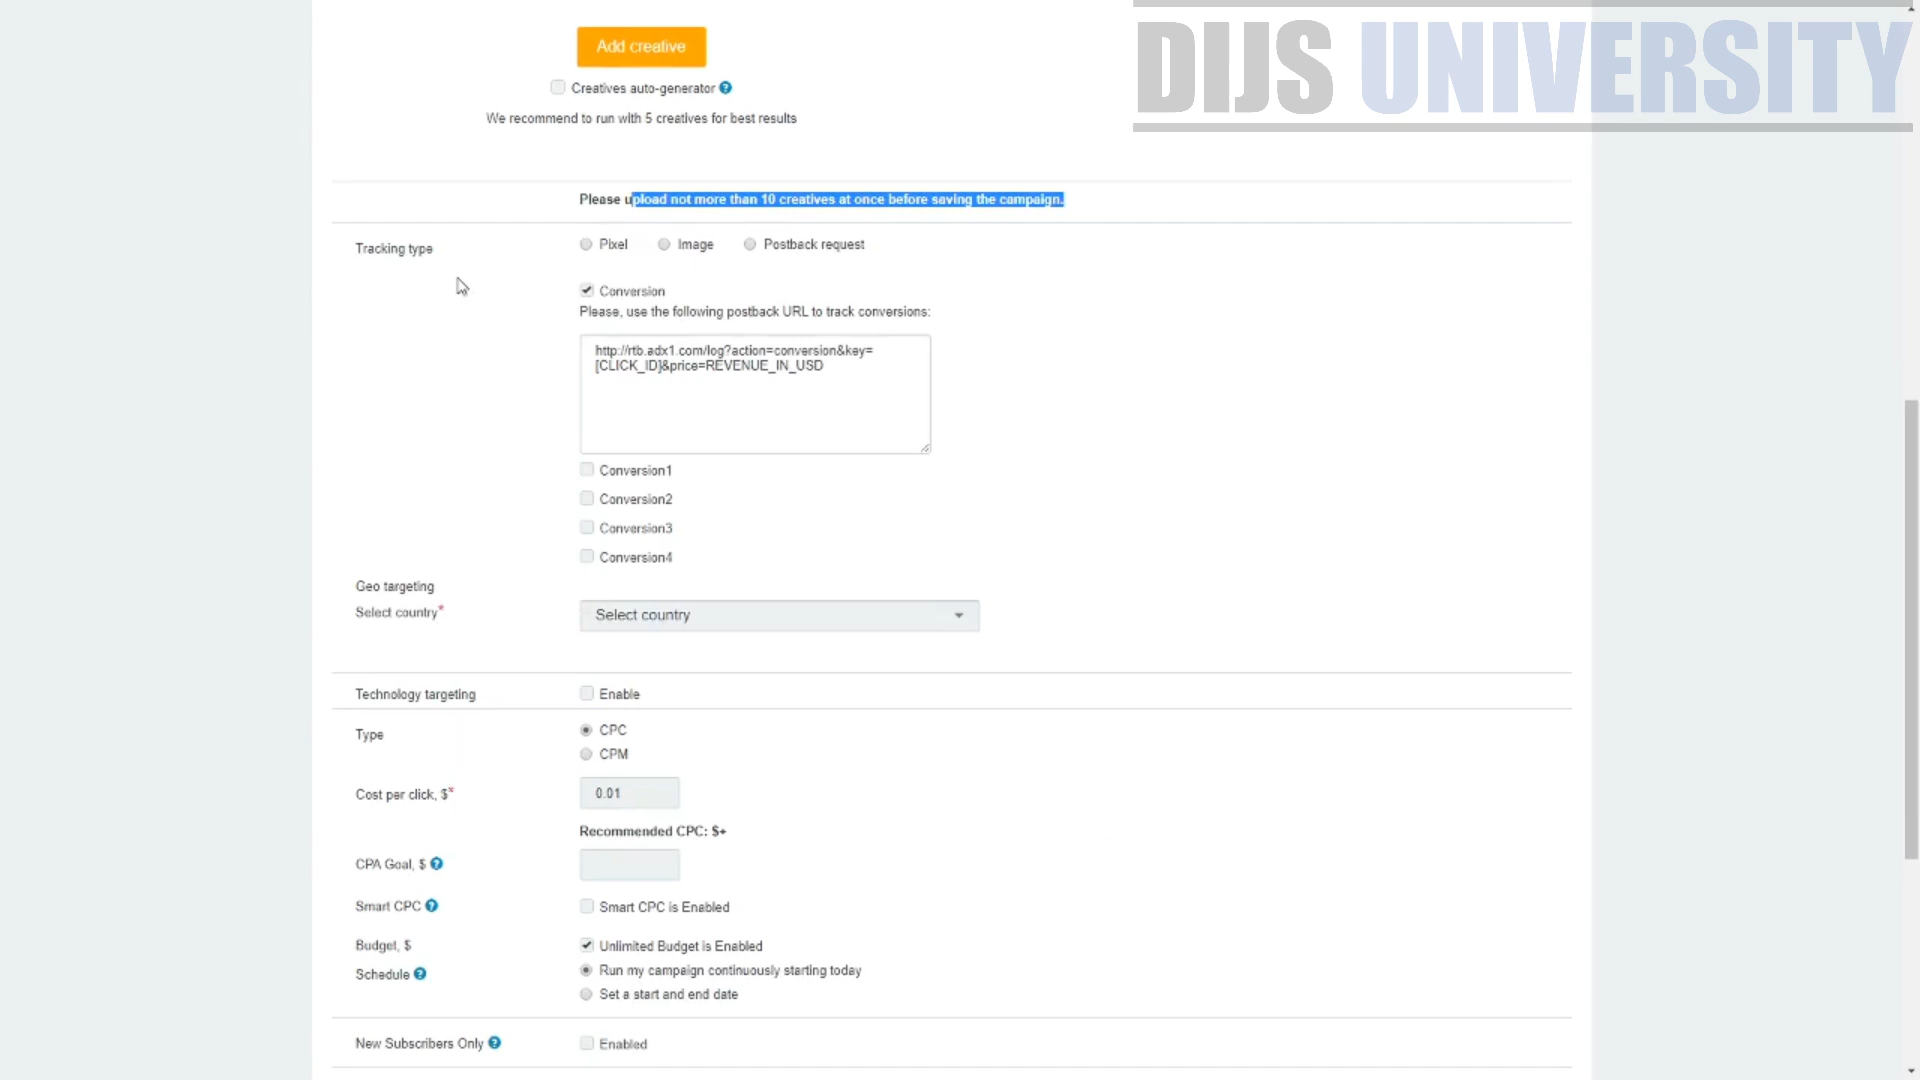 DIJS UNIVERSITY
Add creative
Creatives auto-generator
We recommend to run with 5 creatives for best results
Please upload not more than 10 creatives at once before saving the campaign.
Tracking type
Pixel
Image
Postback request
Conversion
Please, use the following postback URL to track conversions:
http://rtb.adx1.com/log?action=conversion&key=
[CLICK_ID]&price=REVENUE_IN_USD
Conversion1
Conversion2
Conversion3
Conversion4
Geo targeting
Select country*
Select country
Technology targeting
Enable
Type
CPC
CPM
Cost per click, $*
0.01
Recommended CPC: $+
CPA Goal, $
Smart CPC
Smart CPC is Enabled
Budget, $
Unlimited Budget is Enabled
Schedule
Run my campaign continuously starting today
Set a start and end date
New Subscribers Only
Enabled